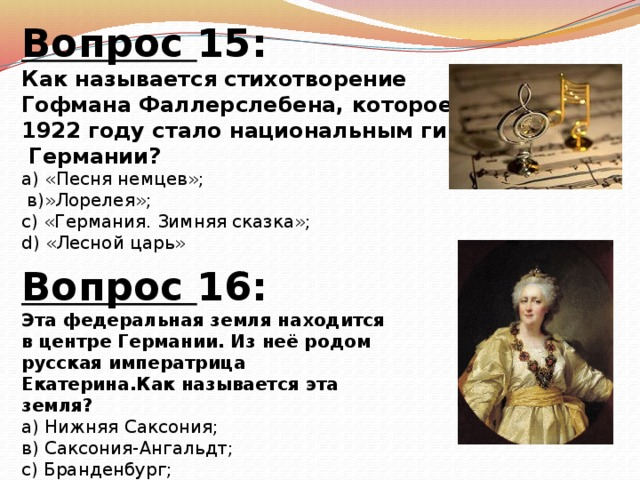 Вопрос 15:
Как называется стихотворение
Гофмана Фаллерслебена, которое
1922 году стало национальным ги
Германии?
а) «Песня немцев»;
в)»Лорелея»;
с) «Германия. Зимняя сказка»;
d) «Лесной царь»
Вопрос 16:
Эта федеральная земля находится
в центре Германии. Из неё родом
русская императрица
Екатерина.Как называется эта
земля?
а) Нижняя Саксония;
в) Саксония-Ангальдт;
с) Бранденбург;